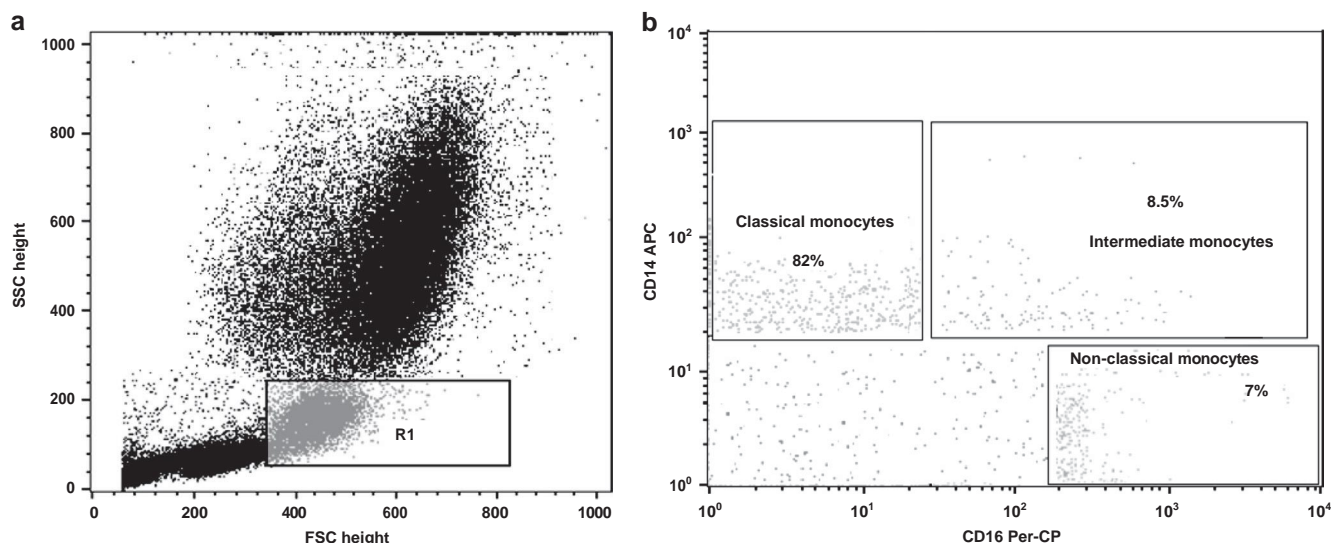 a
1000
800
600
400
200
0
SSC height
R1
0 200 400 600 800 1000
FSC height
b
10⁴
10³
10²
10¹
10⁰
CD14 APC
Classical monocytes
82%
8.5%
Intermediate monocytes
Non-classical monocytes
7%
10⁰ 10¹ 10² 10³ 10⁴
CD16 Per-CP